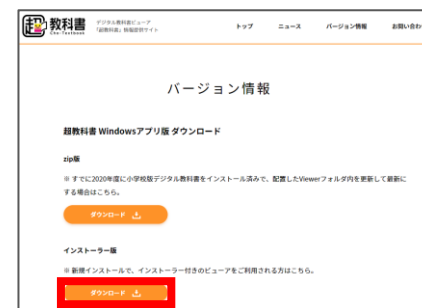 超教科書
Cho-Textbook
デジタル教科書ビューア
「超教科書」情報提供サイト
トップ
ニュース
バージョン情報
お問い合わ
バージョン情報
超教科書 Windowsアプリ版 ダウンロード
zip版
※ すでに2020年度に小学校版デジタル教科書をインストール済みで、配置したViewerフォルダ内を更新して最新に
する場合はこちら。
ダウンロード
インストーラー版
※ 新規インストールで、インストーラー付きのビューアをご利用される方はこちら。
ダウンロード